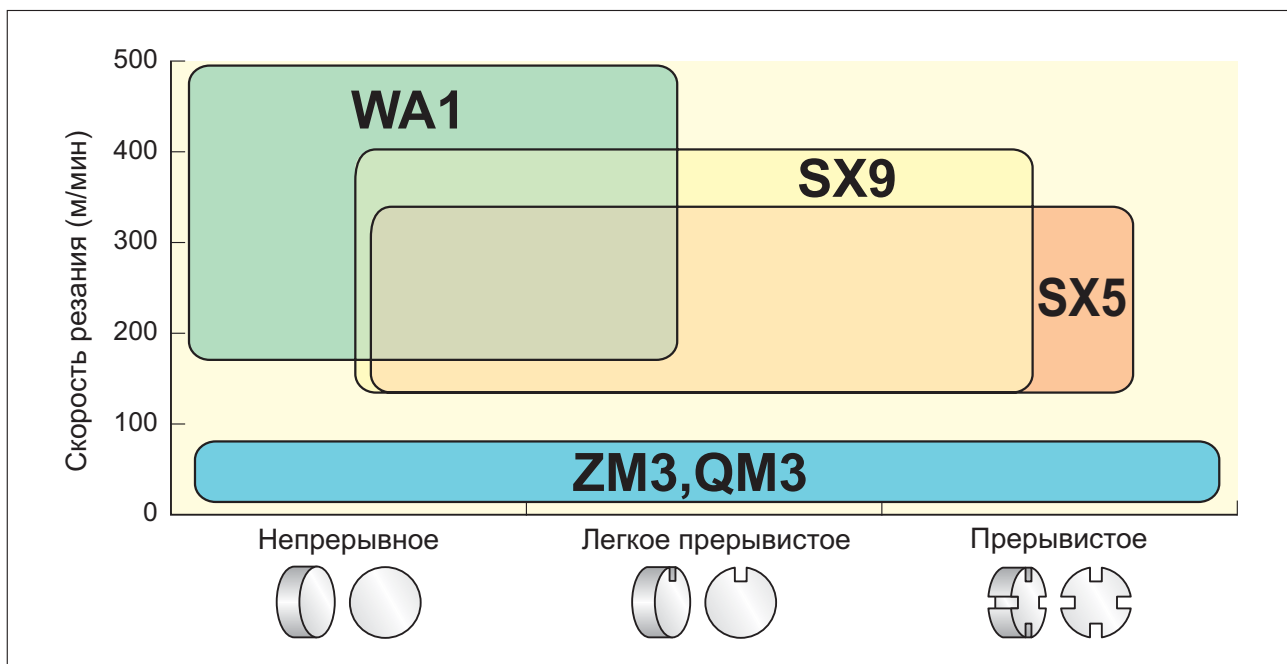 Скорость резания (м/мин)
500
400
300
200
100
0
WA1
SX9
SX5
ZM3,QM3
Непрерывное
Легкое прерывистое
Прерывистое